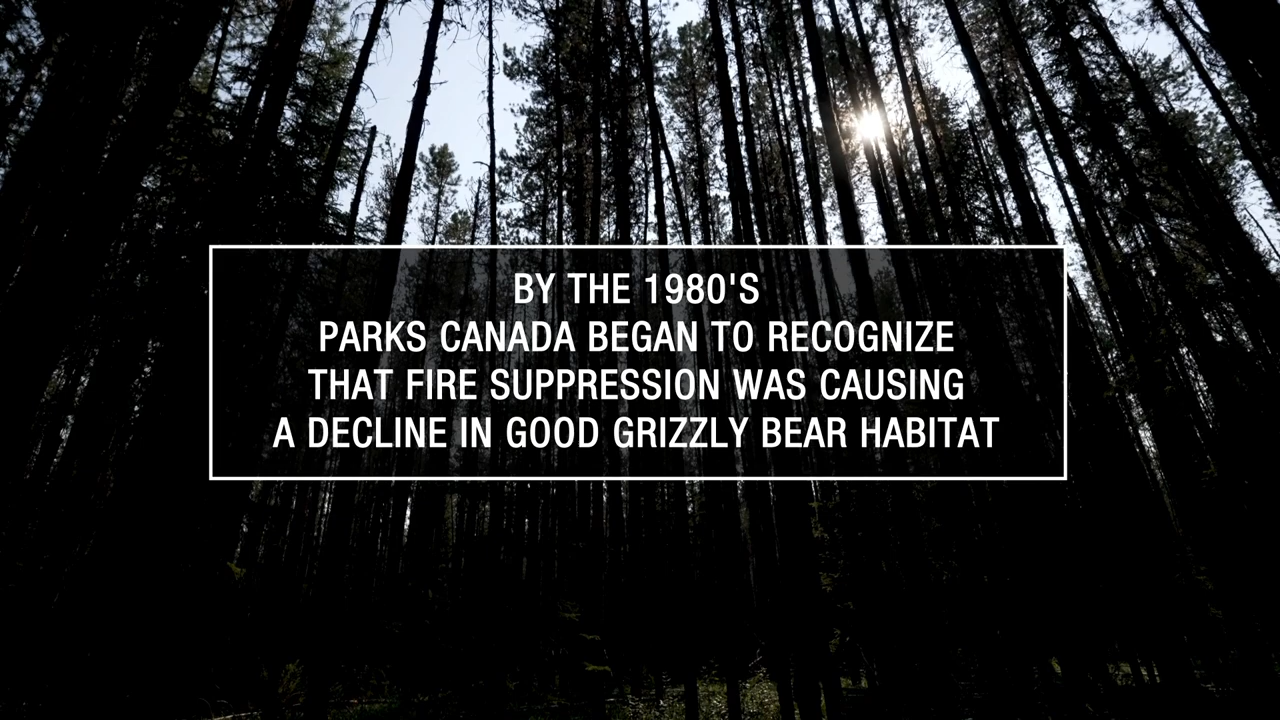 BY THE 1980'S
PARKS CANADA BEGAN TO RECOGNIZE
THAT FIRE SUPPRESSION WAS CAUSING
A DECLINE IN GOOD GRIZZLY BEAR HABITAT